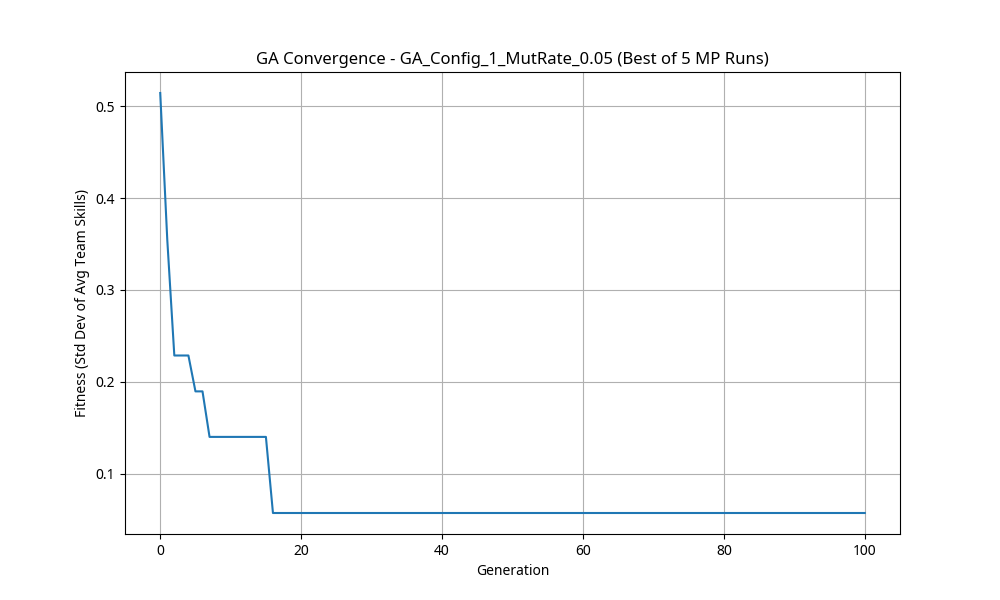 GA Convergence - GA_Config_1_MutRate_0.05 (Best of 5 MP Runs)
Fitness (Std Dev of Avg Team Skills)
0.5
0.4
0.3
0.2
0.1
0 20 40 60 80 100
Generation